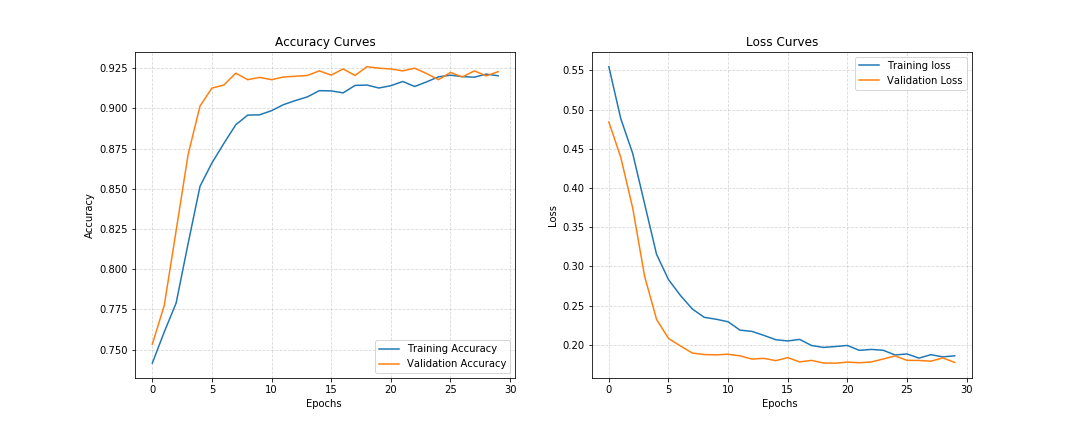 Accuracy Curves
0.925
0.900
0.875
0.850
0.825
0.800
0.775
0.750
Accuracy
Training Accuracy
Validation Accuracy
0 5 10 15 20 25 30
Epochs
Loss Curves
Training loss
Validation Loss
0.55
0.50
0.45
0.40
0.35
0.30
0.25
0.20
Loss
0 5 10 15 20 25 30
Epochs